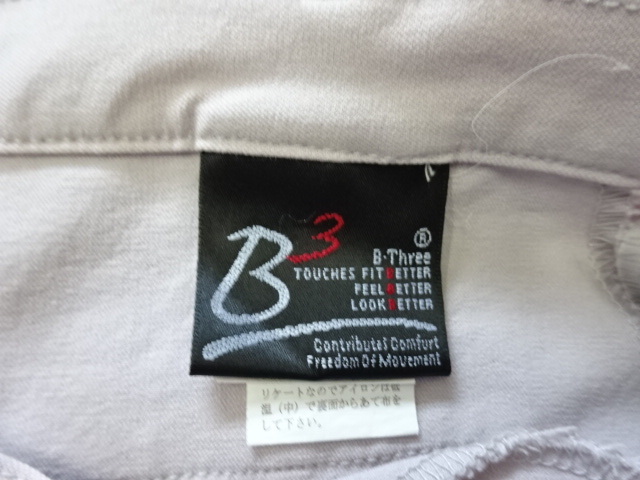 B3
®
B·Three
TOUCHES FIT BETTER
FEEL BETTER
LOOK BETTER
Contributes Comfort
Freedom Of Movement
リケートなのでアイロンは低
温（中）で裏面からあて布を
して下さい。